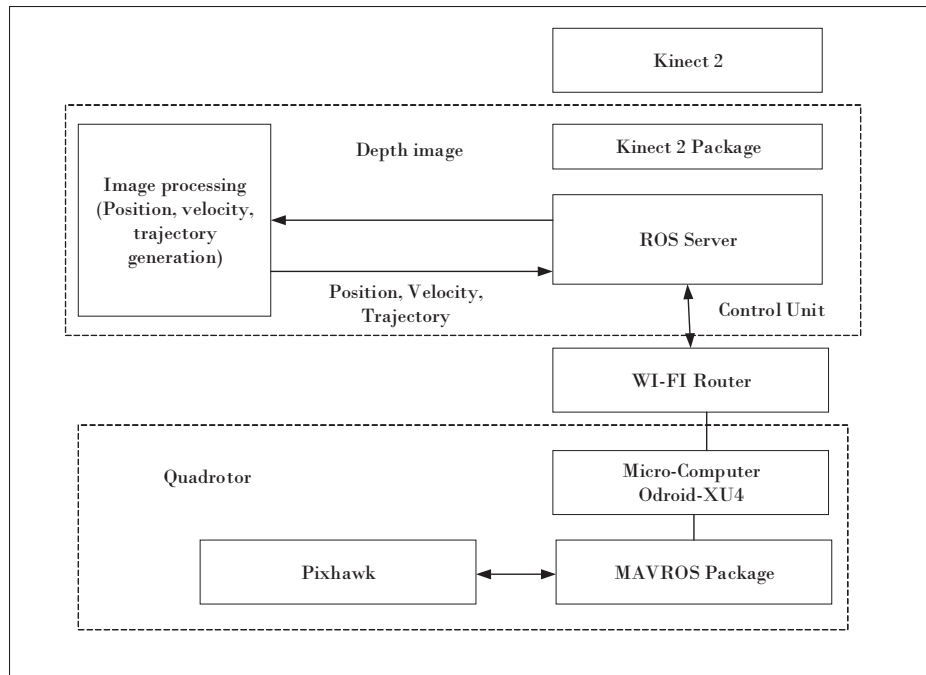 Kinect 2
Depth image
Kinect 2 Package
Image processing
(Position, velocity,
trajectory
generation)
ROS Server
Position, Velocity,
Trajectory
Control Unit
WI-FI Router
Quadrotor
Micro-Computer
Odroid-XU4
Pixhawk
MAVROS Package